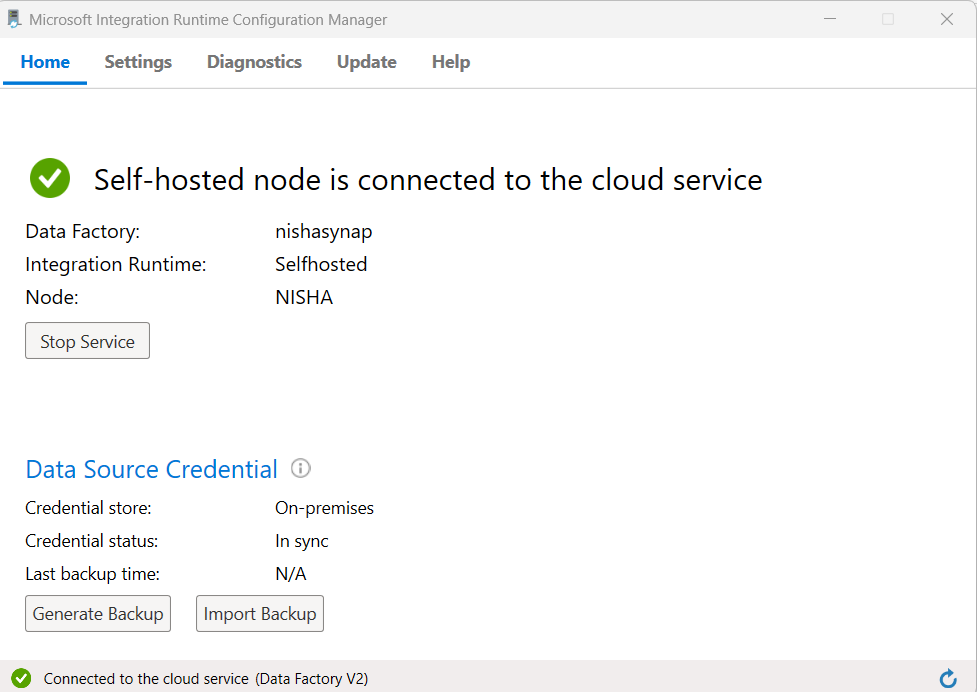 Microsoft Integration Runtime Configuration Manager
Home Settings Diagnostics Update Help
Self-hosted node is connected to the cloud service
Data Factory: nishasynap
Integration Runtime: Selfhosted
Node: NISHA
Stop Service
Data Source Credential
Credential store: On-premises
Credential status: In sync
Last backup time: N/A
Generate Backup Import Backup
Connected to the cloud service (Data Factory V2)